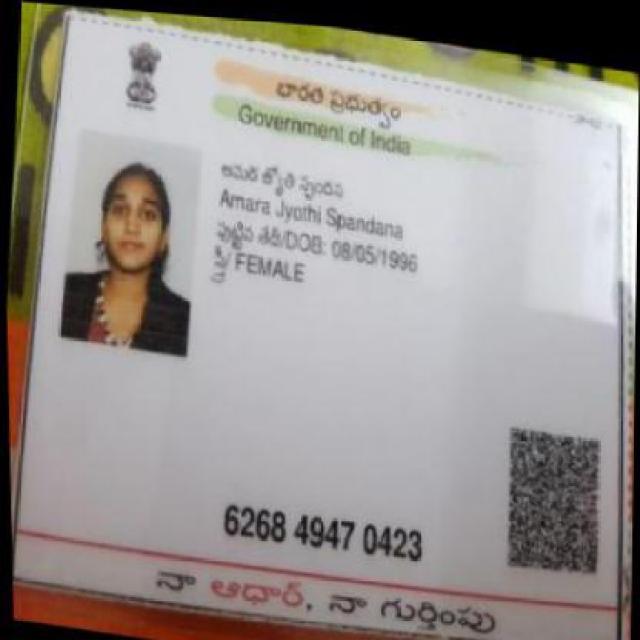 భారత ప్రభుత్వం
Government of India
అమర జ్యోతి స్పందన
Amara Jyothi Spandana
పుట్టిన తేదీ/DOB: 08/05/1996
స్త్రీ/ FEMALE
6268 4947 0423
నా ఆధార్, నా గుర్తింపు